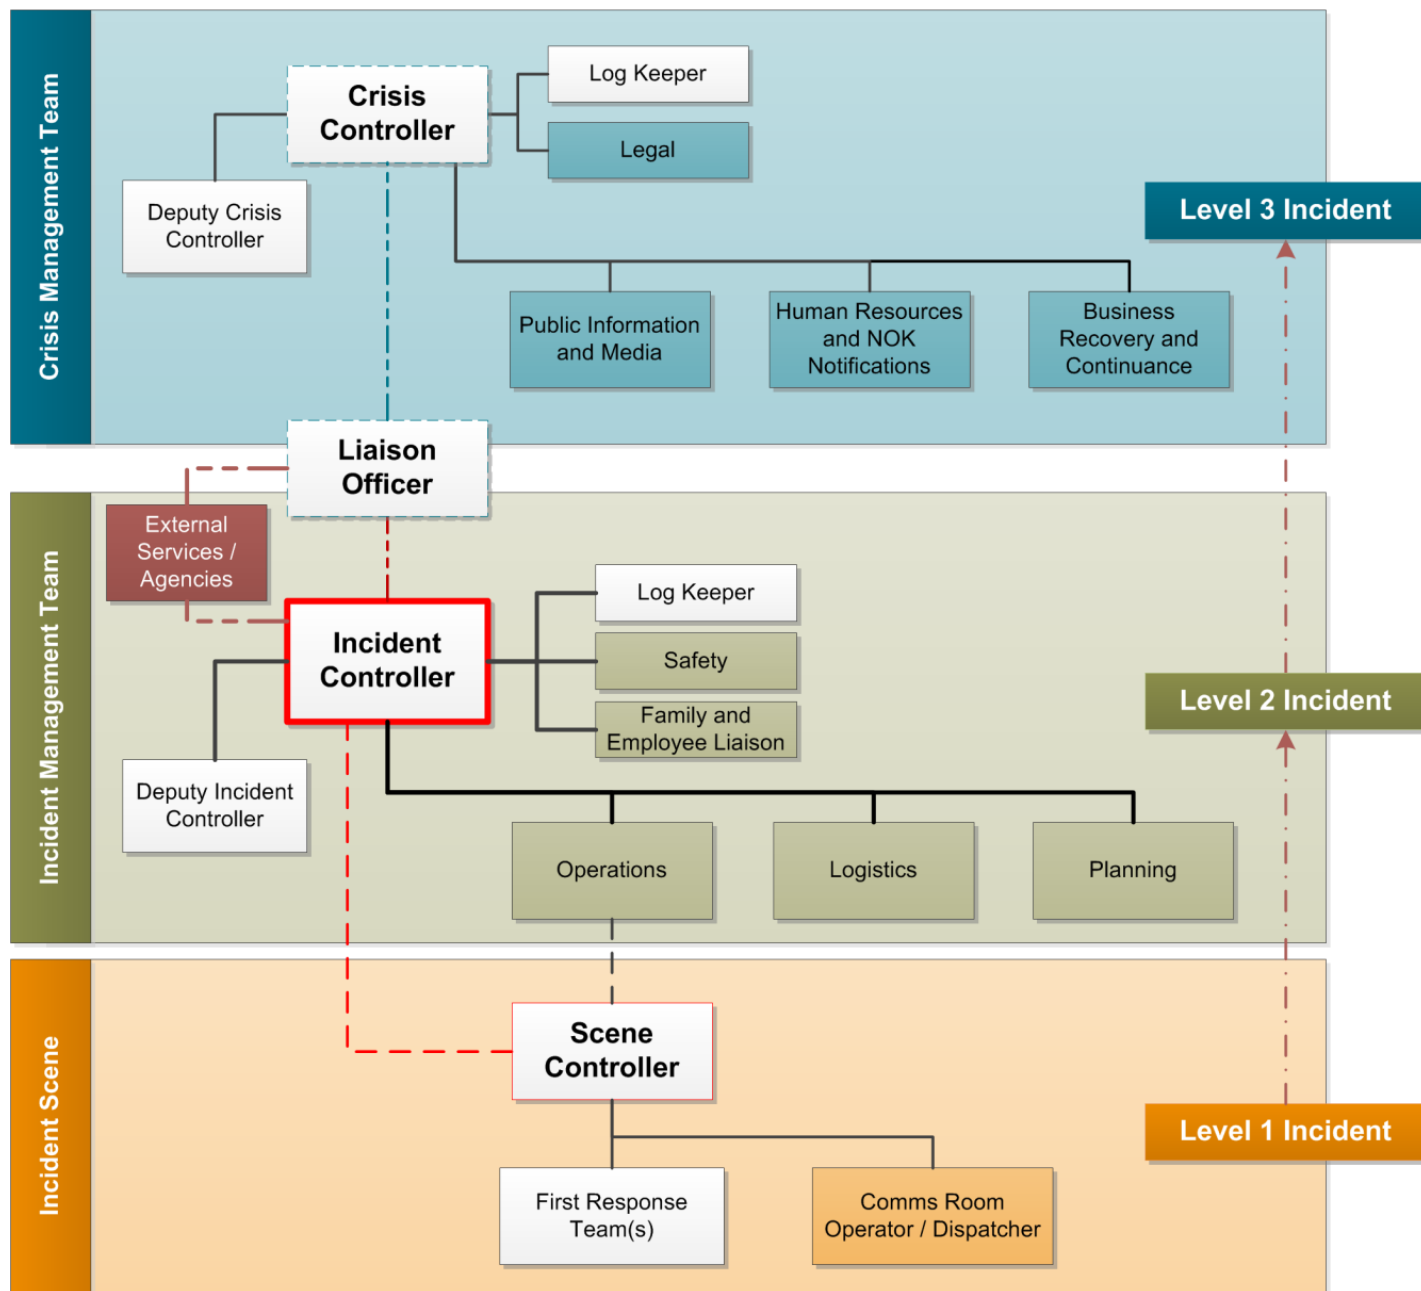 Crisis Management Team
Crisis
Controller
Log Keeper
Legal
Deputy Crisis
Controller
Level 3 Incident
Public Information
and Media
Human Resources
and NOK
Notifications
Business
Recovery and
Continuance
Liaison
Officer
Incident Management Team
External
Services /
Agencies
Incident
Controller
Log Keeper
Safety
Family and
Employee Liaison
Level 2 Incident
Deputy Incident
Controller
Operations
Logistics
Planning
Incident Scene
Scene
Controller
Level 1 Incident
First Response
Team(s)
Comms Room
Operator / Dispatcher